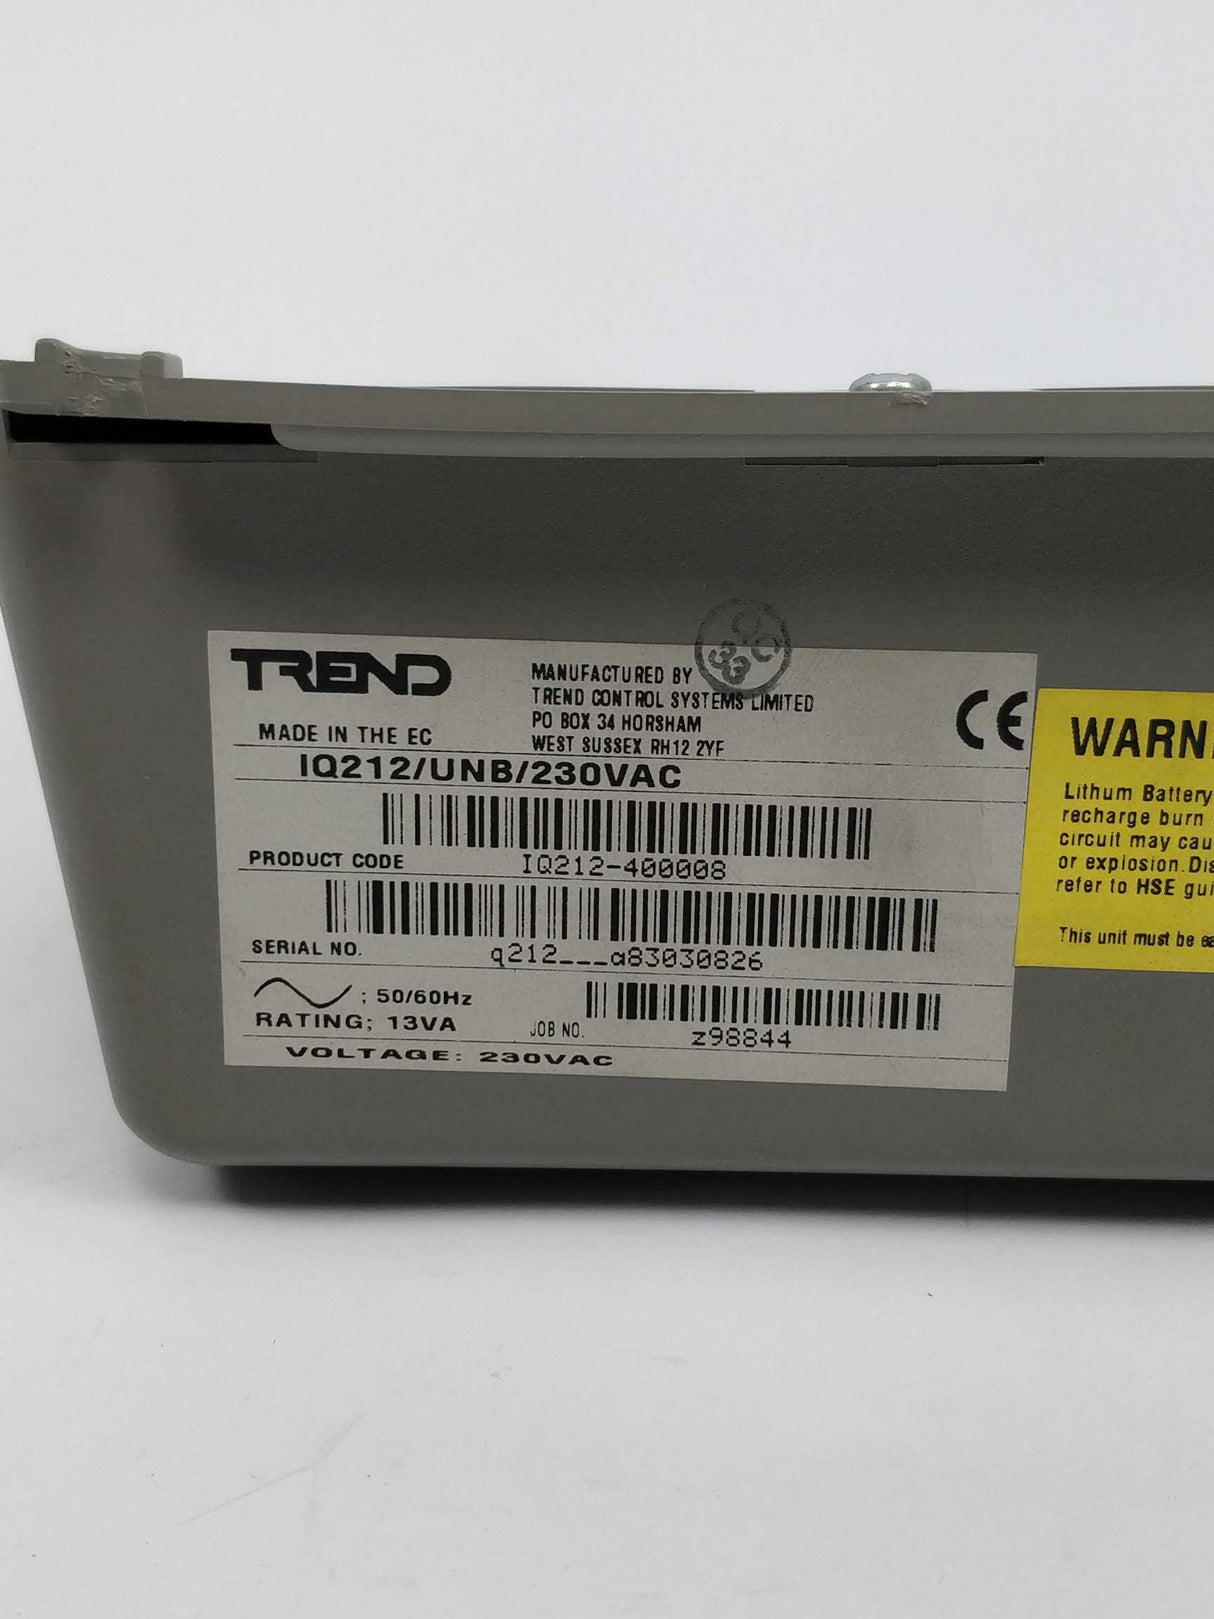 TREND
MADE IN THE EC
MANUFACTURED BY
TREND CONTROL SYSTEMS LIMITED
PO BOX 34 HORSHAM
WEST SUSSEX RH12 2YF
CE
IQ212/UNB/230VAC
PRODUCT CODE IQ212-400008
SERIAL NO. q212___a83030826
; 50/60Hz
RATING; 13VA
JOB NO. z98844
VOLTAGE: 230VAC
33
WARNI
Lithum Battery
recharge burn
circuit may cau
or explosion.Dis
refer to HSE gui
This unit must be ea